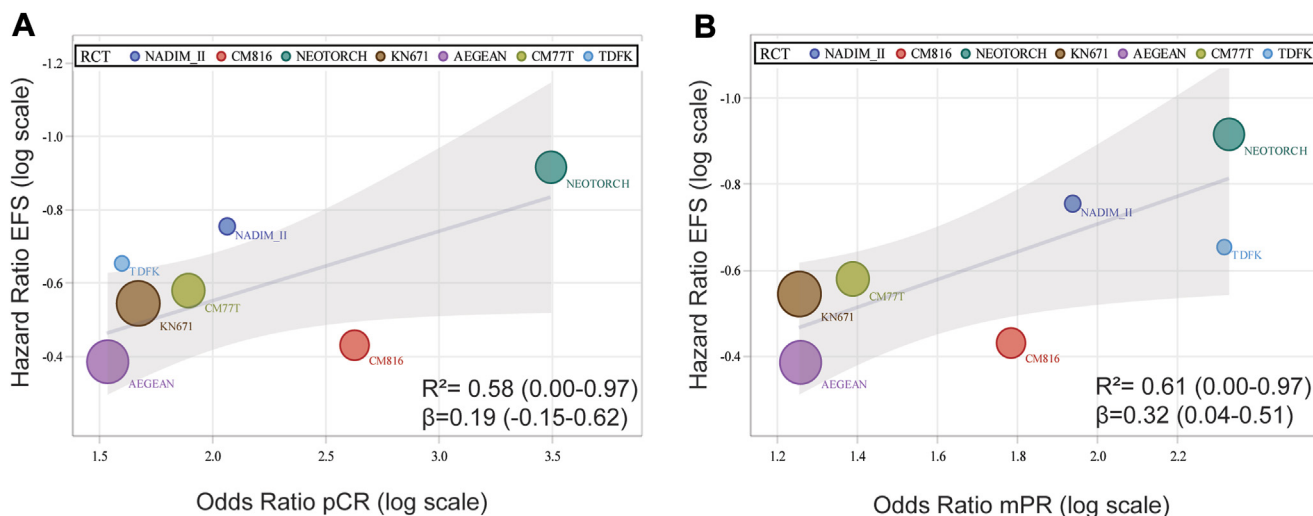 A
RCT NADIM_II CM816 NEOTORCH KN671 AEGEAN CM77T TDFK
Hazard Ratio EFS (log scale)
-1.2
-1.0
-0.8
-0.6
-0.4
NEOTORCH
NADIM_II
TDFK
CM77T
KN671
CM816
AEGEAN
R²= 0.58 (0.00-0.97)
β=0.19 (-0.15-0.62)
1.5 2.0 2.5 3.0 3.5
Odds Ratio pCR (log scale)
B
RCT NADIM_II CM816 NEOTORCH KN671 AEGEAN CM77T TDFK
Hazard Ratio EFS (log scale)
-1.0
-0.8
-0.6
-0.4
NEOTORCH
NADIM_II
TDFK
CM77T
KN671
CM816
AEGEAN
R²= 0.61 (0.00-0.97)
β=0.32 (0.04-0.51)
1.2 1.4 1.6 1.8 2.0 2.2
Odds Ratio mPR (log scale)